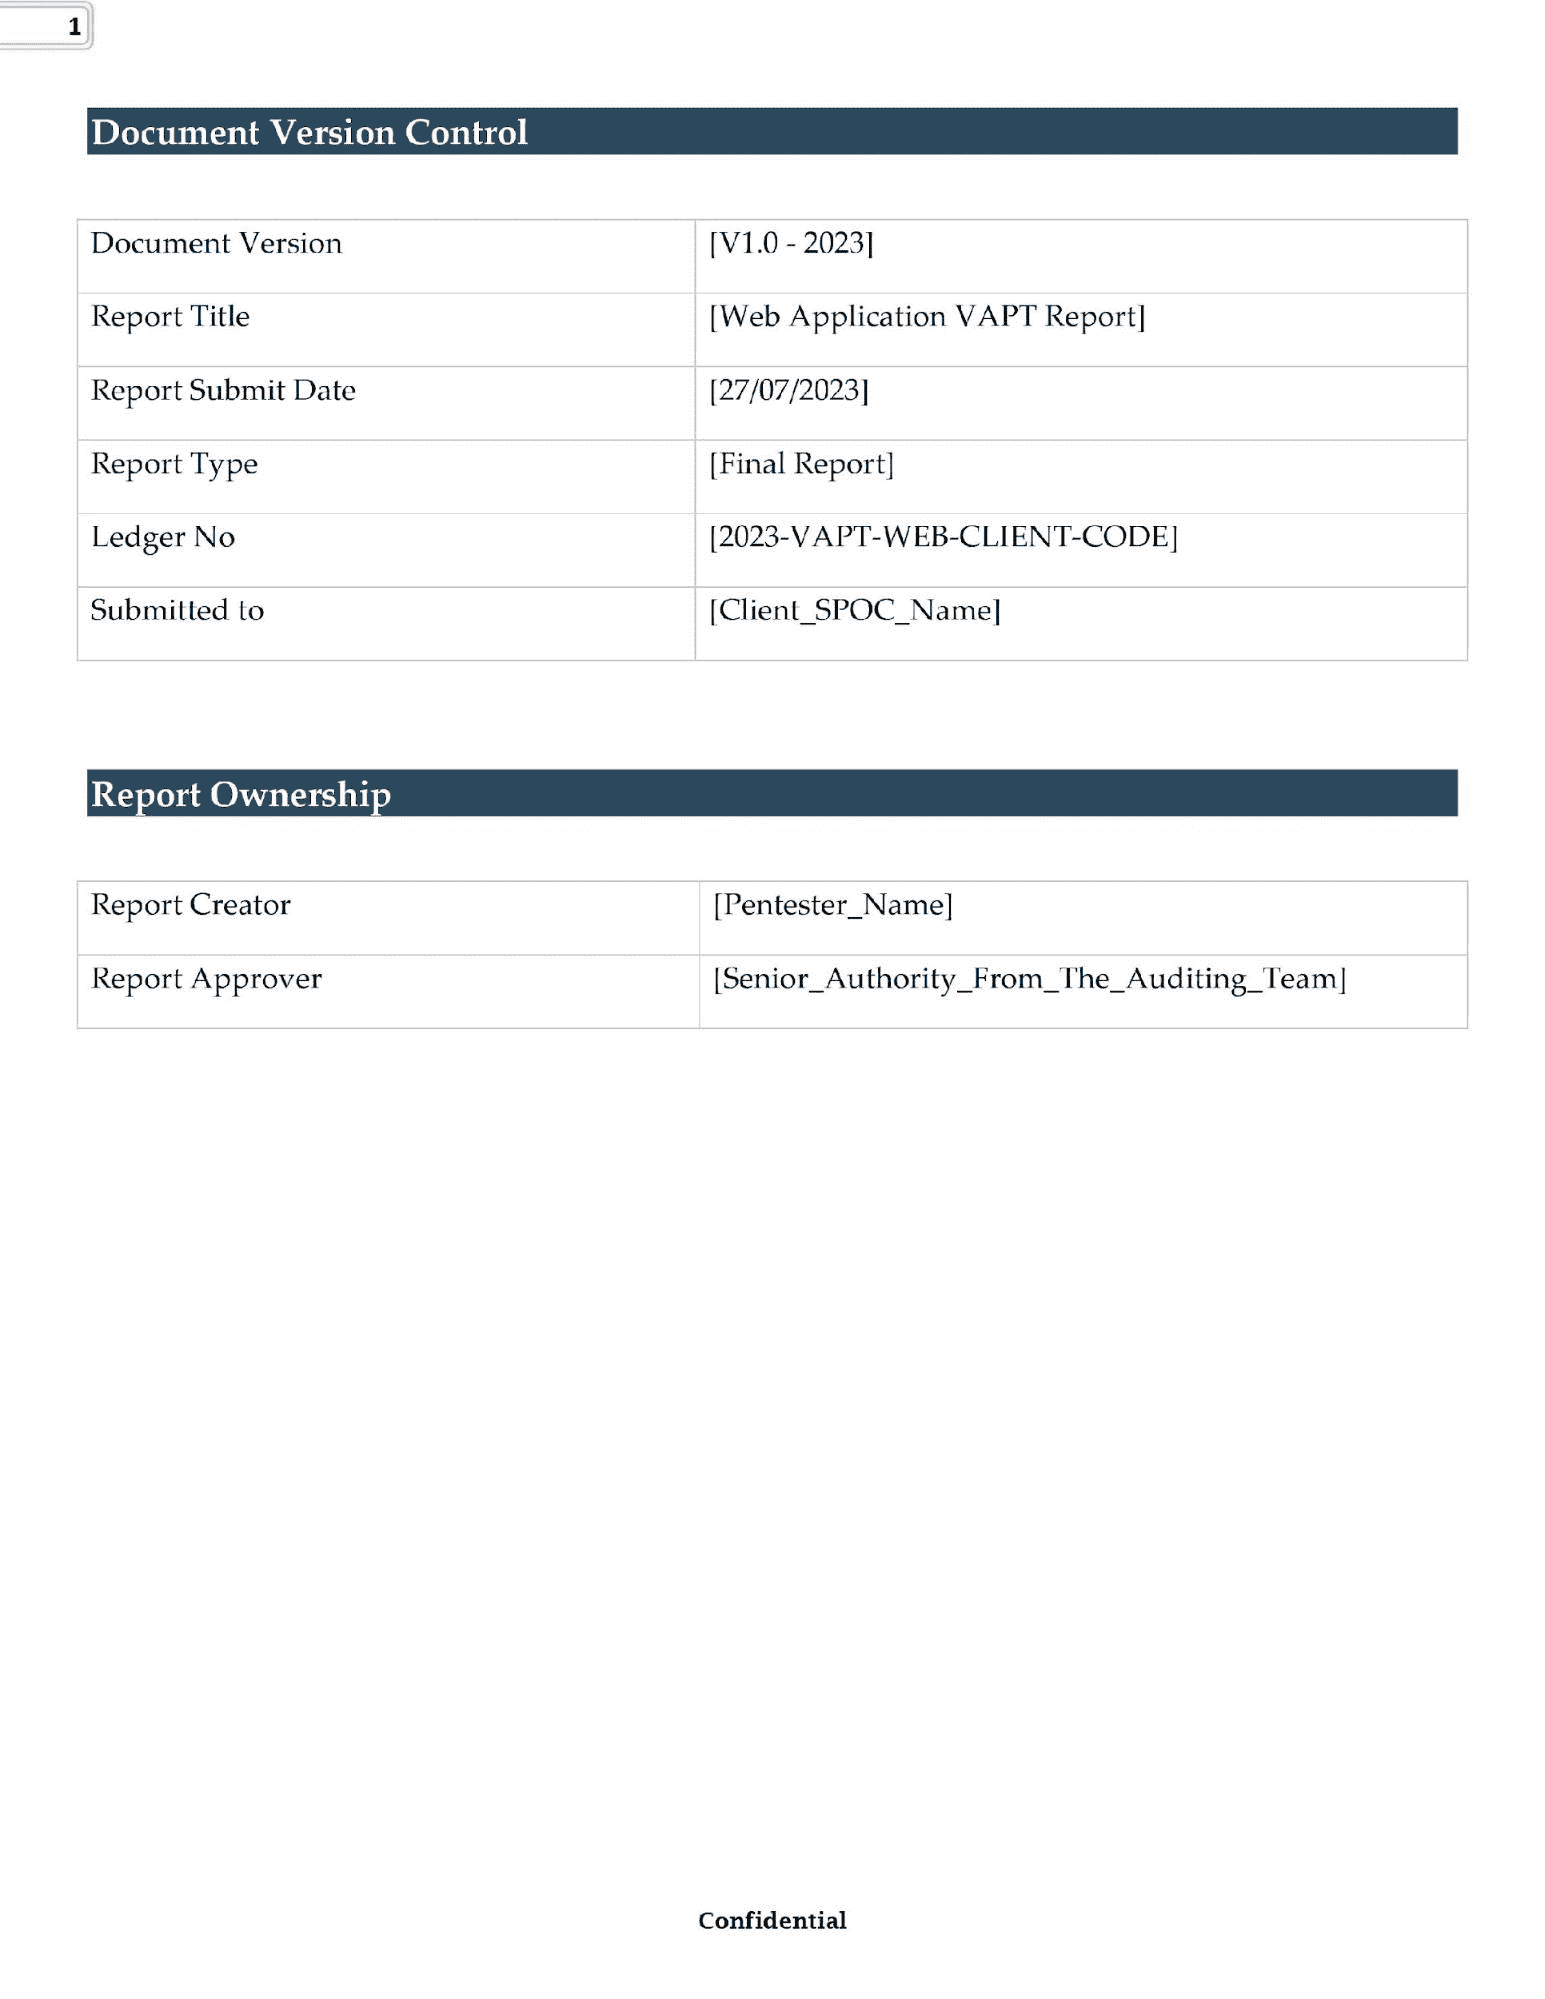 1
Document Version Control
Document Version [V1.0 - 2023]
Report Title [Web Application VAPT Report]
Report Submit Date [27/07/2023]
Report Type [Final Report]
Ledger No [2023-VAPT-WEB-CLIENT-CODE]
Submitted to [Client_SPOC_Name]
Report Ownership
Report Creator [Pentester_Name]
Report Approver [Senior_Authority_From_The_Auditing_Team]
Confidential